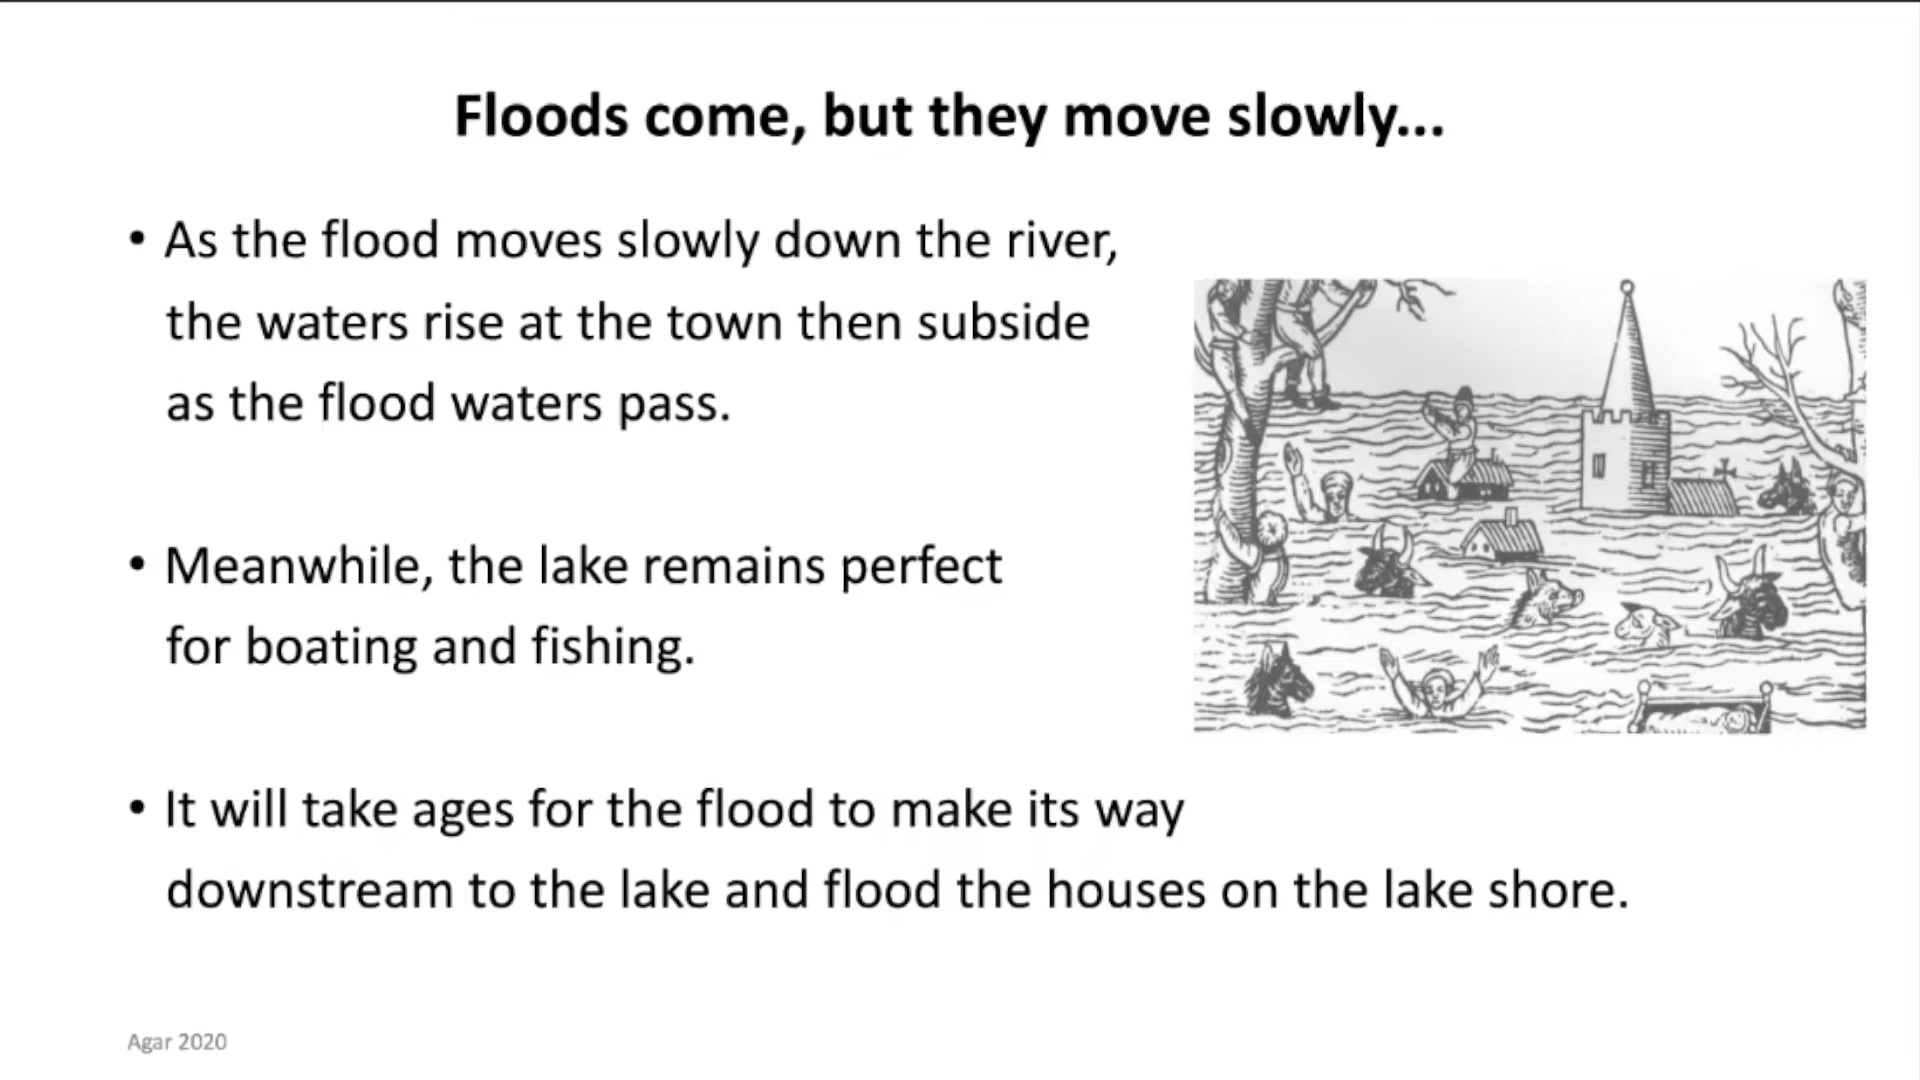 Floods come, but they move slowly...
• As the flood moves slowly down the river,
the waters rise at the town then subside
as the flood waters pass.
• Meanwhile, the lake remains perfect
for boating and fishing.
• It will take ages for the flood to make its way
downstream to the lake and flood the houses on the lake shore.
Agar 2020